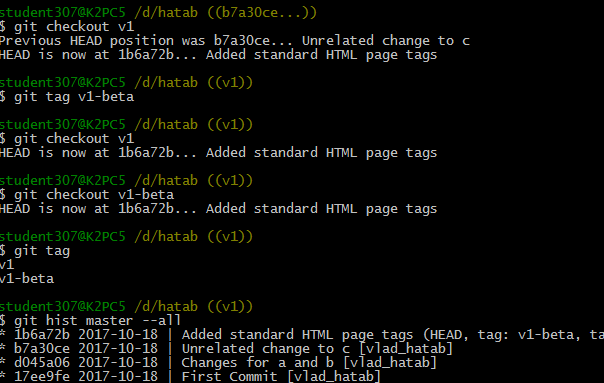 student307@K2PC5 /d/hatab ((b7a30ce...))
$ git checkout v1
Previous HEAD position was b7a30ce... Unrelated change to c
HEAD is now at 1b6a72b... Added standard HTML page tags
student307@K2PC5 /d/hatab ((v1))
$ git tag v1-beta
student307@K2PC5 /d/hatab ((v1))
$ git checkout v1
HEAD is now at 1b6a72b... Added standard HTML page tags
student307@K2PC5 /d/hatab ((v1))
$ git checkout v1-beta
HEAD is now at 1b6a72b... Added standard HTML page tags
student307@K2PC5 /d/hatab ((v1))
$ git tag
v1
v1-beta
student307@K2PC5 /d/hatab ((v1))
$ git hist master --all
* 1b6a72b 2017-10-18 | Added standard HTML page tags (HEAD, tag: v1-beta, ta
* b7a30ce 2017-10-18 | Unrelated change to c [vlad_hatab]
* d045a06 2017-10-18 | Changes for a and b [vlad_hatab]
* 17ee9fe 2017-10-18 | First Commit [vlad_hatab]